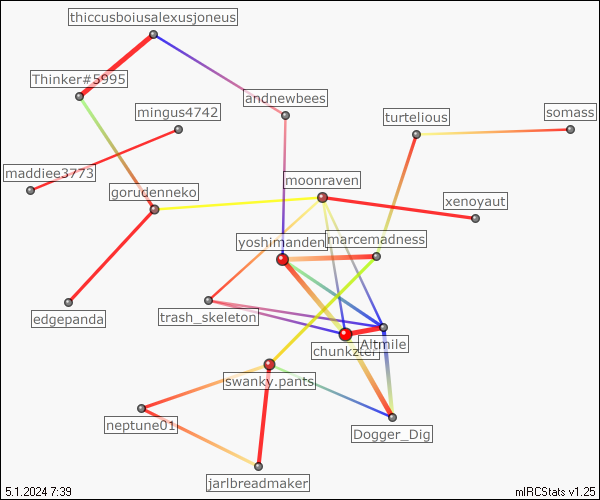 thiccusboiusalexusjoneus
Thinker#5995
andnewbees
mingus4742
turtelious
somass
maddiee3773
moonraven
gorudenneko
xenoyaut
yoshimanden
marcemadness
edgepanda
trash_skeleton
Altmile
swanky.pants
neptune01
Dogger_Dig
jarlbreadmaker
5.1.2024 7:39
mIRCStats v1.25